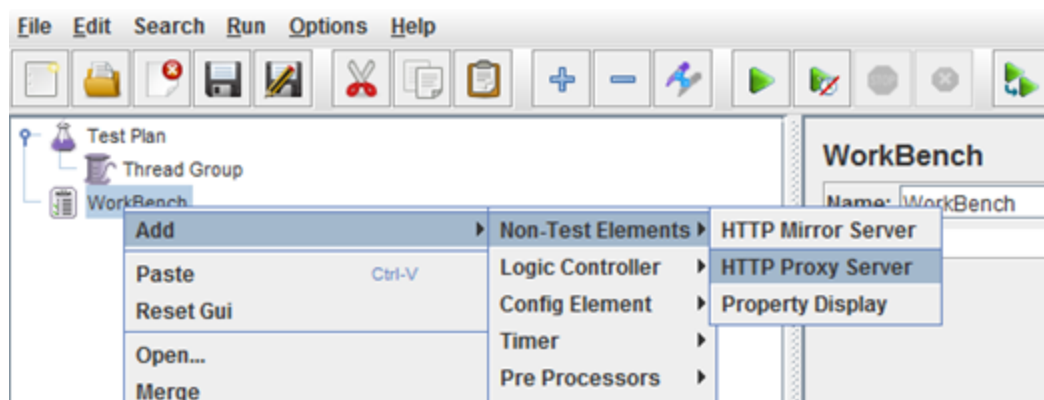 File Edit Search Run Options Help
Test Plan
Thread Group
WorkBench
WorkBench
Name: WorkBench
Add
Paste Ctrl-V
Reset Gui
Open...
Merge
Non-Test Elements
Logic Controller
Config Element
Timer
Pre Processors
HTTP Mirror Server
HTTP Proxy Server
Property Display